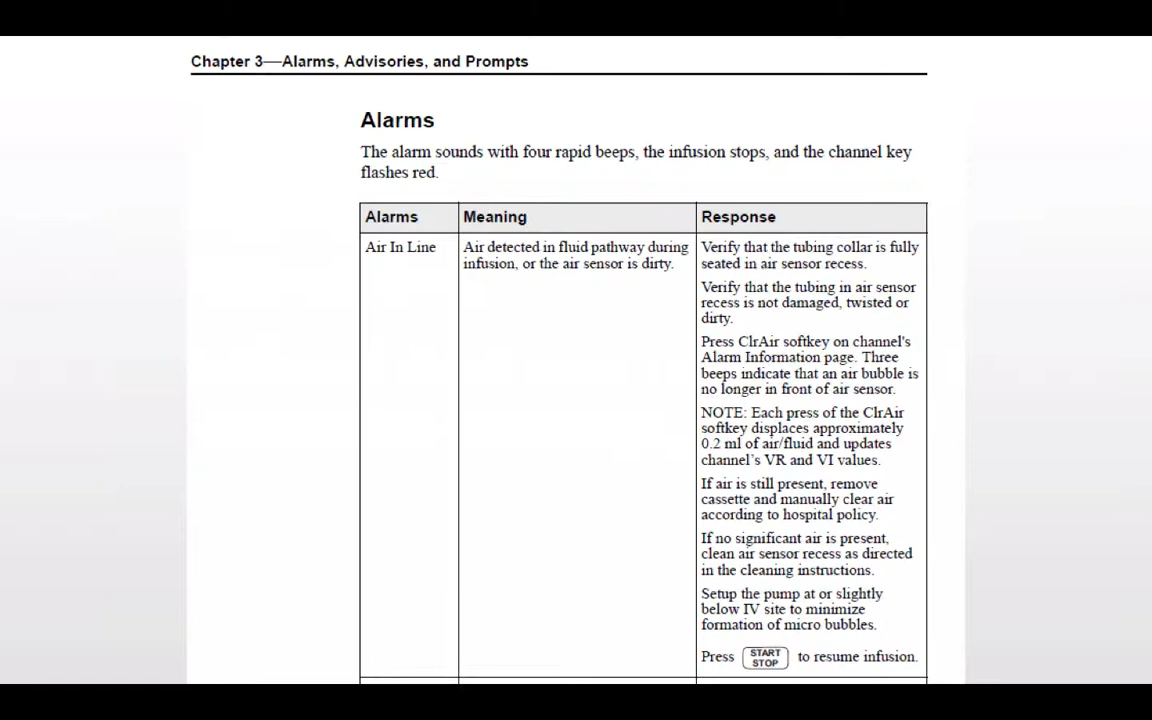 Chapter 3—Alarms, Advisories, and Prompts
Alarms
The alarm sounds with four rapid beeps, the infusion stops, and the channel key
flashes red.
Alarms Meaning Response
Air In Line
Air detected in fluid pathway during
infusion, or the air sensor is dirty.
Verify that the tubing collar is fully
seated in air sensor recess.
Verify that the tubing in air sensor
recess is not damaged, twisted or
dirty.
Press ClrAir softkey on channel's
Alarm Information page. Three
beeps indicate that an air bubble is
no longer in front of air sensor.
NOTE: Each press of the ClrAir
softkey displaces approximately
0.2 ml of air/fluid and updates
channel's VR and VI values.
If air is still present, remove
cassette and manually clear air
according to hospital policy.
If no significant air is present,
clean air sensor recess as directed
in the cleaning instructions.
Setup the pump at or slightly
below IV site to minimize
formation of micro bubbles.
Press START STOP to resume infusion.